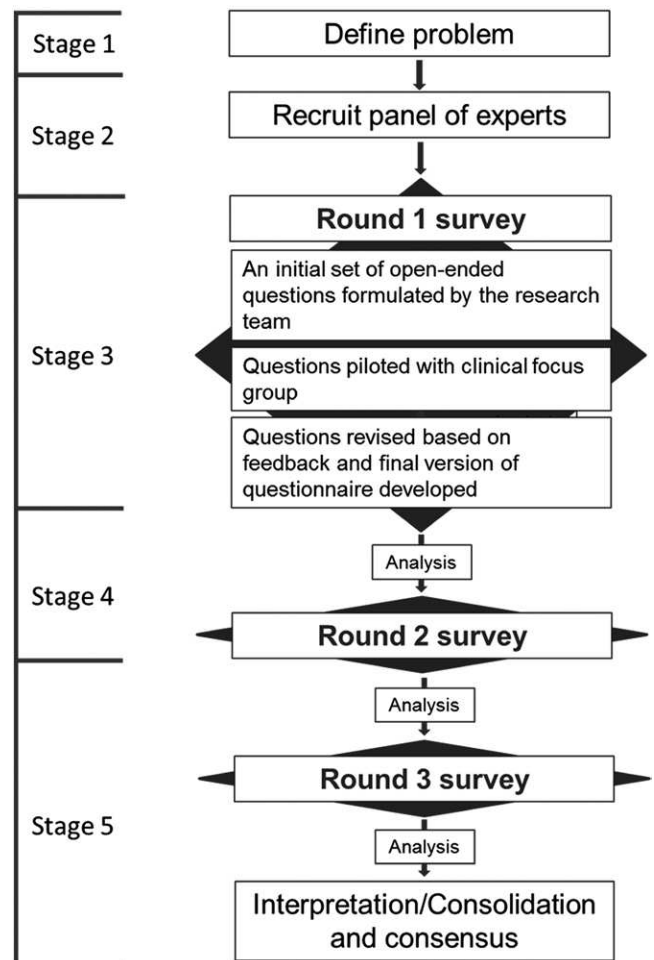 Stage 1
Define problem
Stage 2
Recruit panel of experts
Stage 3
Round 1 survey
An initial set of open-ended
questions formulated by the research
team
Questions piloted with clinical focus
group
Questions revised based on
feedback and final version of
questionnaire developed
Stage 4
Analysis
Round 2 survey
Stage 5
Analysis
Round 3 survey
Analysis
Interpretation/Consolidation
and consensus